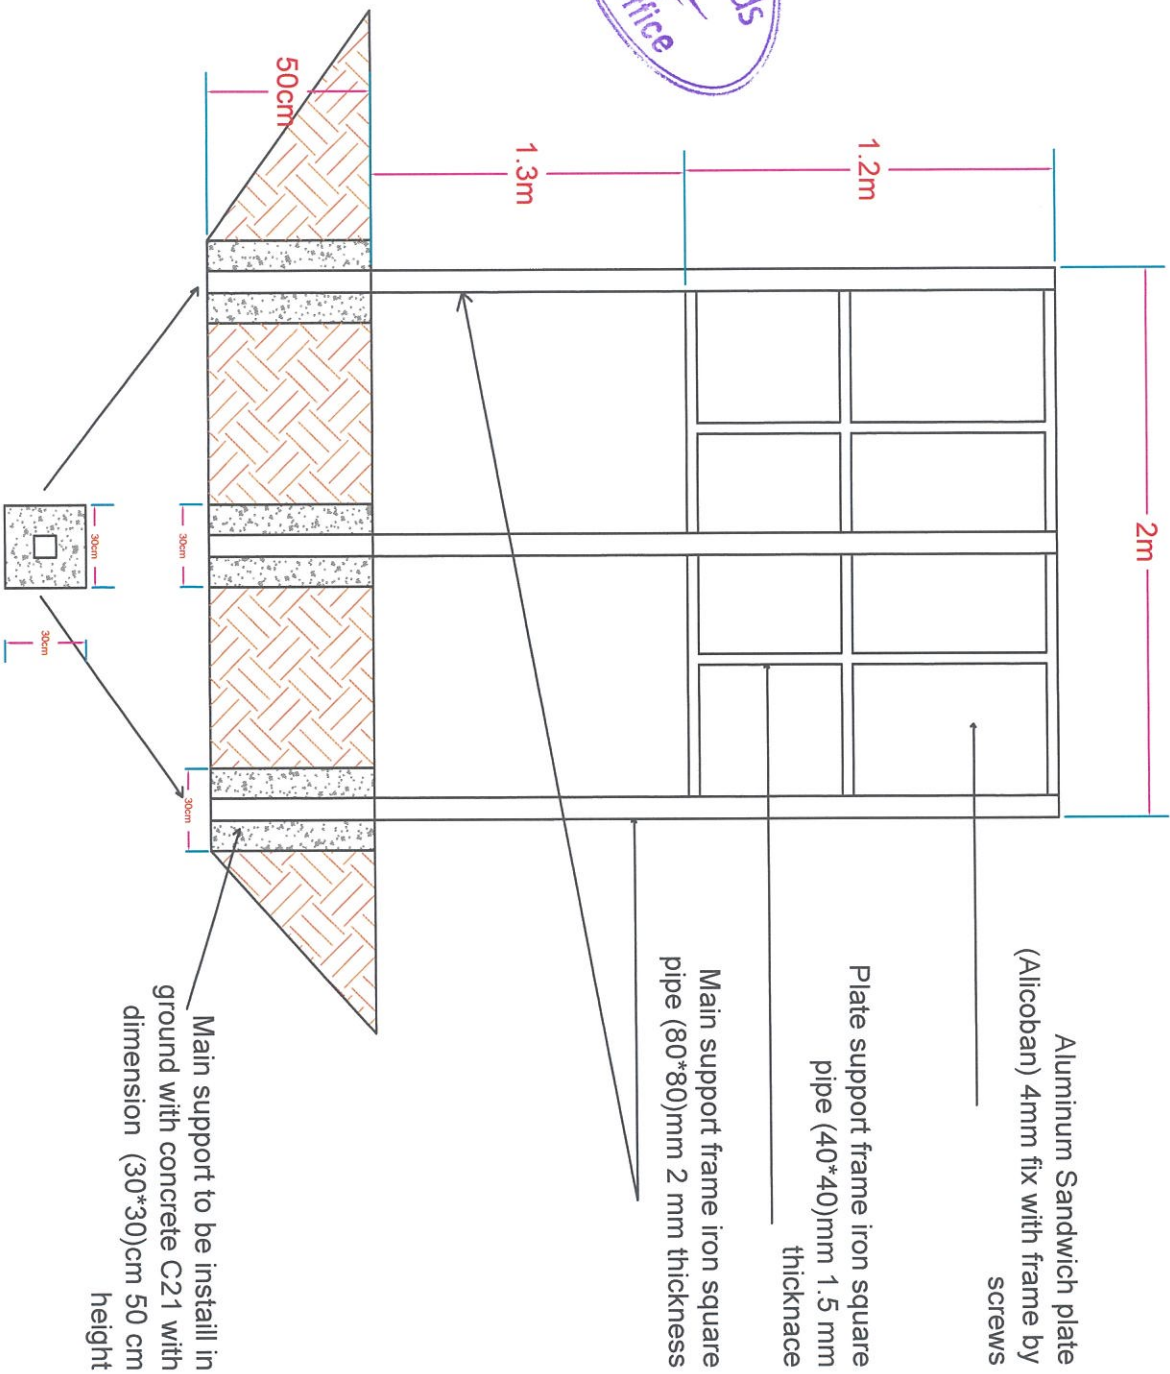 2m
Aluminum Sandwich plate
(Alicoban) 4mm fix with frame by
screws
1.2m
Plate support frame iron square
pipe (40*40)mm 1.5 mm
thicknace
Main support frame iron square
pipe (80*80)mm 2 mm thickness
1.3m
50cm
Main support to be instaill in
ground with concrete C21 with
dimension (30*30)cm 50 cm
height
30cm
30cm
30cm
30cm
ds
ffice